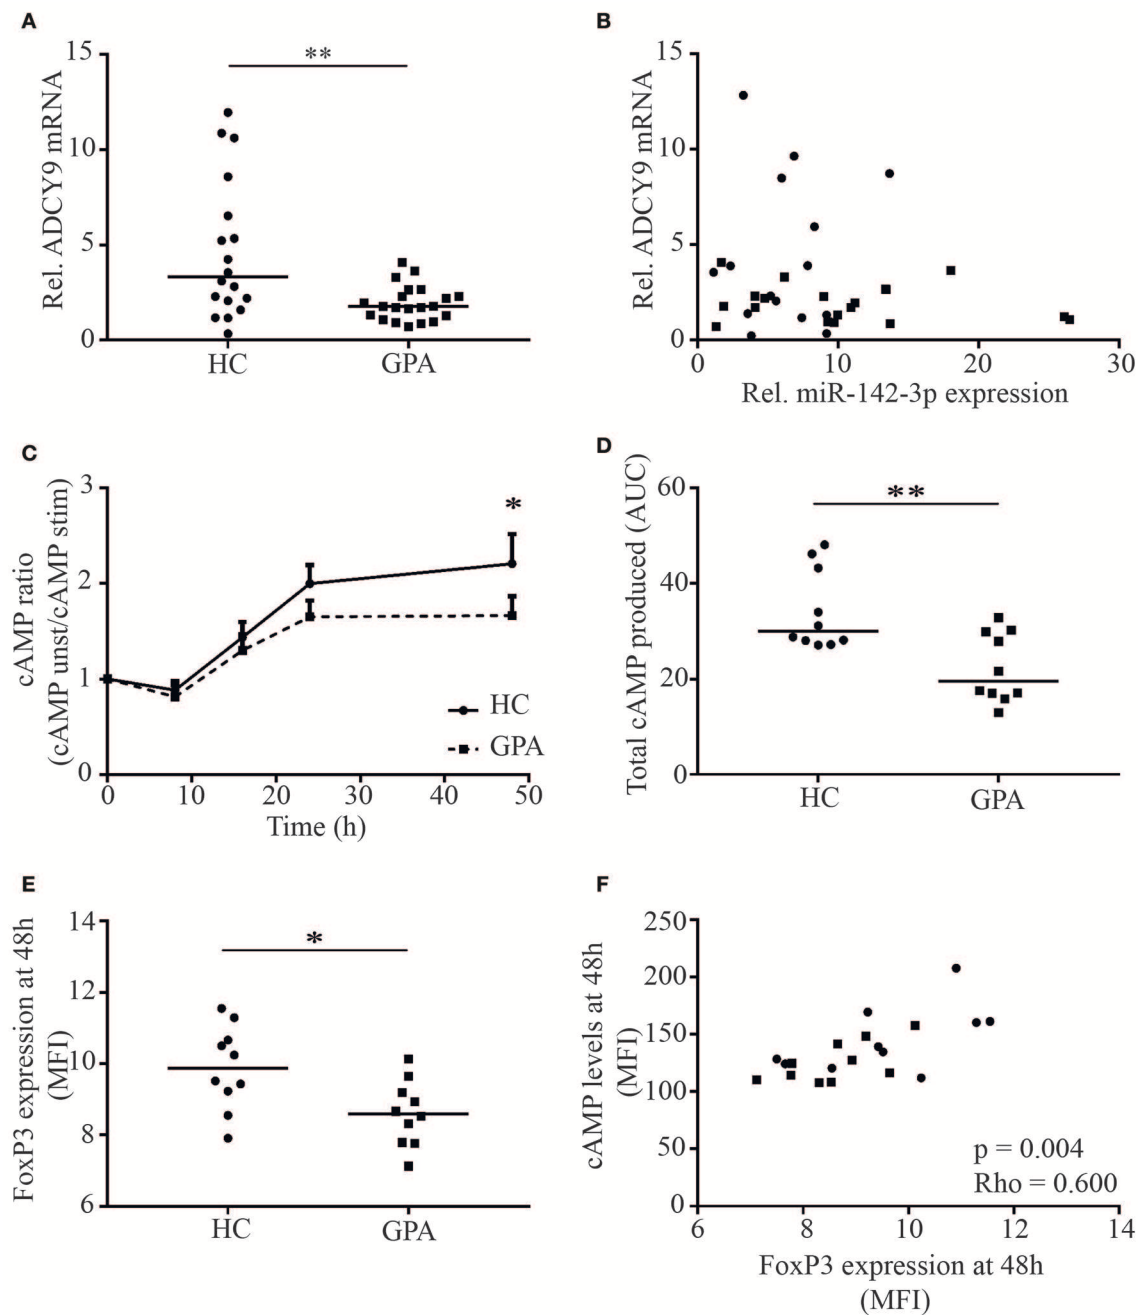 A
Rel. ADCY9 mRNA
15
10
5
0
**
HC
GPA
B
Rel. ADCY9 mRNA
15
10
5
0
0
10
20
30
Rel. miR-142-3p expression
C
cAMP ratio
(cAMP unst/cAMP stim)
3
2
1
0
*
HC
GPA
0
10
20
30
40
50
Time (h)
D
Total cAMP produced (AUC)
60
40
20
0
**
HC
GPA
E
FoxP3 expression at 48h
(MFI)
14
12
10
8
6
*
HC
GPA
F
cAMP levels at 48h
(MFI)
250
200
150
100
50
0
p = 0.004
Rho = 0.600
6
8
10
12
14
FoxP3 expression at 48h
(MFI)